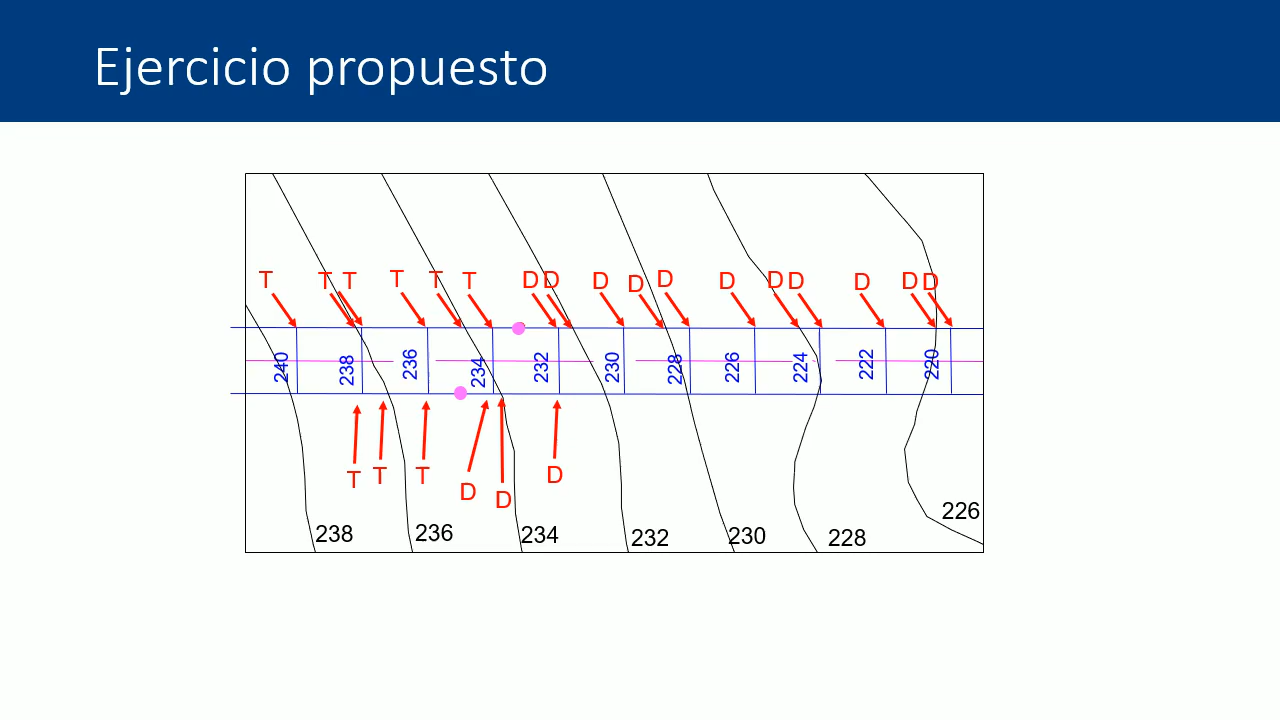 Ejercicio propuesto
T T T T T T D D D D D D D D D D D
240 238 236 234 232 230 228 226 224 222 220
T T T D D D
238 236 234 232 230 228 226